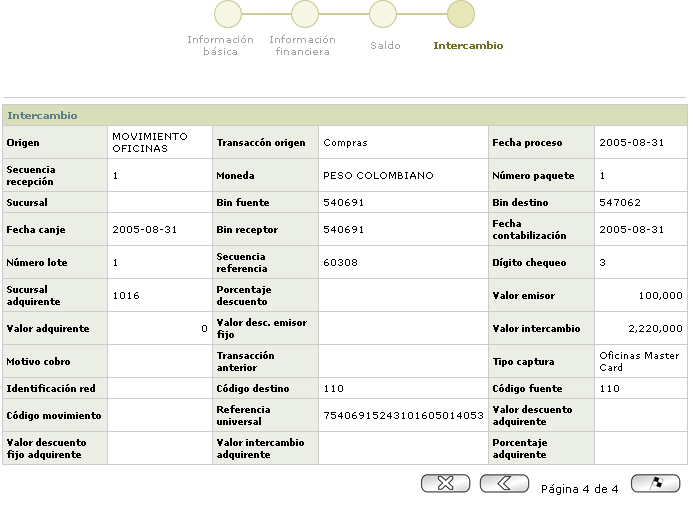 Información básica
Información financiera
Saldo
Intercambio
Intercambio
Origen MOVIMIENTO OFICINAS Transaccón origen Compras Fecha proceso 2005-08-31
Secuencia recepción 1 Moneda PESO COLOMBIANO Número paquete 1
Sucursal Bin fuente 540691 Bin destino 547062
Fecha canje 2005-08-31 Bin receptor 540691 Fecha contabilización 2005-08-31
Número lote 1 Secuencia referencia 60308 Dígito chequeo 3
Sucursal adquirente 1016 Porcentaje descuento Valor emisor 100,000
Valor adquirente 0 Valor desc. emisor fijo Valor intercambio 2,220,000
Motivo cobro Transacción anterior Tipo captura Oficinas Master Card
Identificación red Código destino 110 Código fuente 110
Código movimiento Referencia universal 75406915243101605014053 Valor descuento adquirente
Valor descuento fijo adquirente Valor intercambio adquirente Porcentaje adquirente
Página 4 de 4